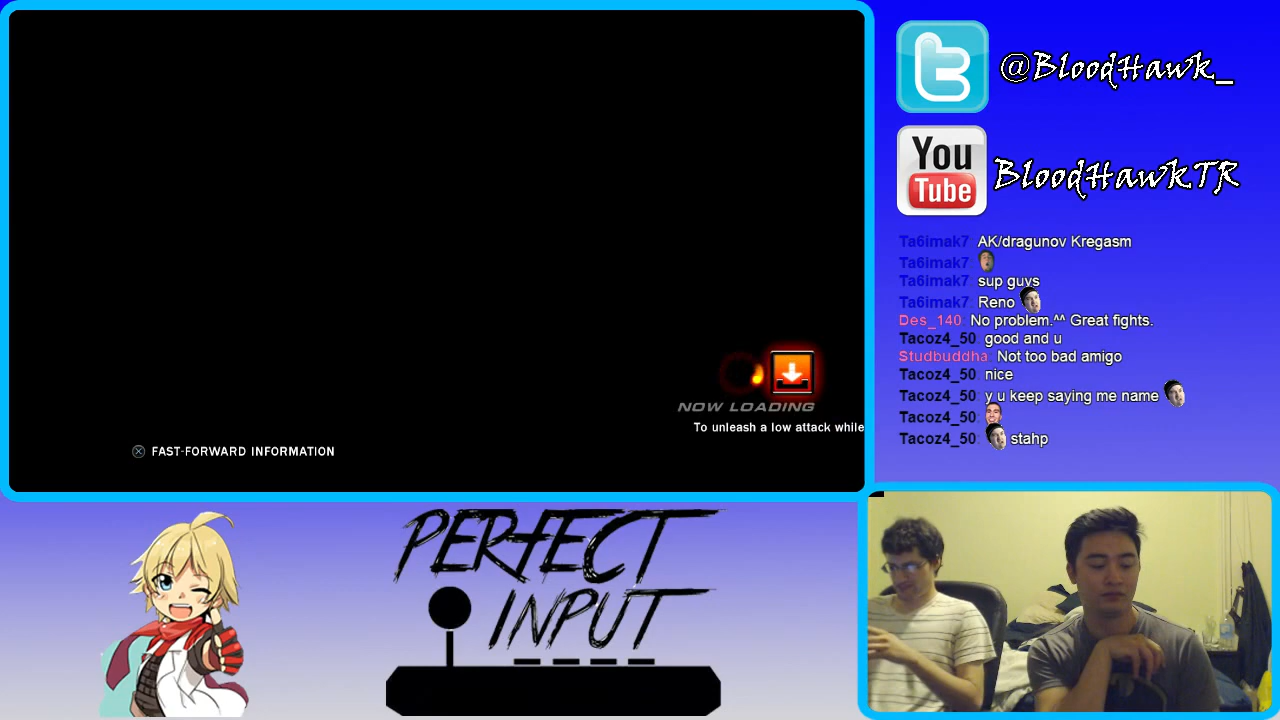 @BloodHawk_
You
Tube
BloodHawkTR
Ta6imak7: AK/dragunov Kregasm
Ta6imak7:
Ta6imak7: sup guys
Ta6imak7: Reno
Des_140: No problem.^^ Great fights.
Tacoz4_50: good and u
Studbuddha: Not too bad amigo
Tacoz4_50: nice
Tacoz4_50: y u keep saying me name
Tacoz4_50:
Tacoz4_50: stahp
NOW LOADING
To unleash a low attack while
FAST-FORWARD INFORMATION
PERFECT
INPUT